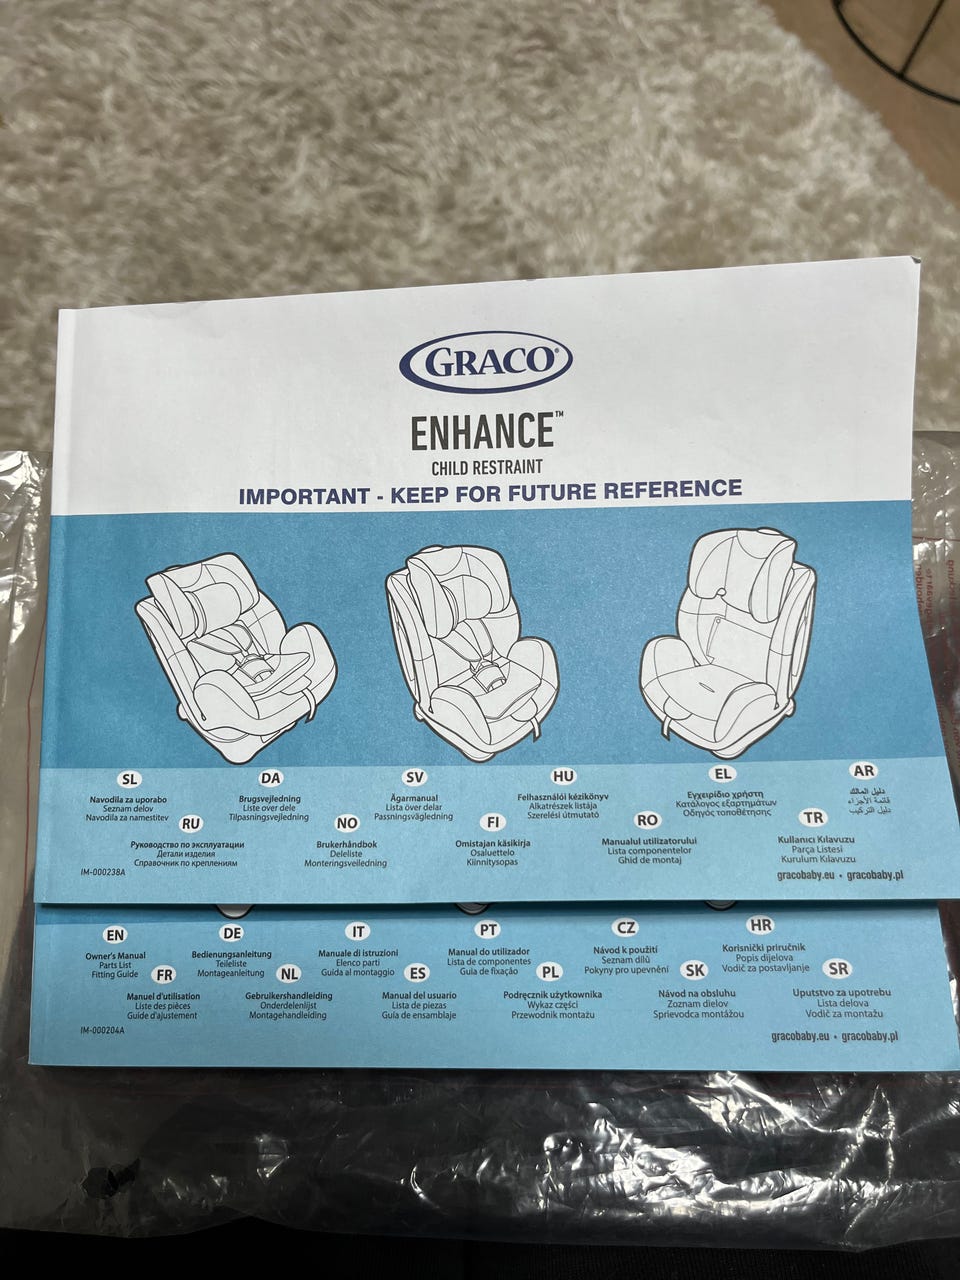 GRACO®
ENHANCE™
CHILD RESTRAINT
IMPORTANT - KEEP FOR FUTURE REFERENCE
SL
Navodila za uporabo
Seznam delov
Navodila za namestitev
RU
Руководство по эксплуатации
Детали изделия
Справочник по креплениям
DA
Brugsvejledning
Liste over dele
Tilpasningsvejledning
NO
Brukerhåndbok
Deleliste
Monteringsveiledning
SV
Ägarmanual
Lista över delar
Passningsvägledning
FI
Omistajan käsikirja
Osaluettelo
Kiinnitysopas
HU
Felhasználói kézikönyv
Alkatrészek listája
Szerelési útmutató
RO
Manualul utilizatorului
Lista componentelor
Ghid de montaj
EL
Εγχειρίδιο χρήστη
Κατάλογος εξαρτημάτων
Οδηγός τοποθέτησης
TR
Kullanıcı Kılavuzu
Parça Listesi
Kurulum Kılavuzu
AR
دليل المالك
قائمة الأجزاء
دليل التركيب
IM-000238A
gracobaby.eu • gracobaby.pl
EN
Owner's Manual
Parts List
Fitting Guide
FR
Manuel d'utilisation
Liste des pièces
Guide d'ajustement
DE
Bedienungsanleitung
Teileliste
Montageanleitung
NL
Gebruikershandleiding
Onderdelenlijst
Montagehandleiding
IT
Manuale di istruzioni
Elenco parti
Guida al montaggio
ES
Manual del usuario
Lista de piezas
Guía de ensamblaje
PT
Manual do utilizador
Lista de componentes
Guia de fixação
PL
Podręcznik użytkownika
Wykaz części
Przewodnik montażu
CZ
Návod k použití
Seznam dílů
Pokyny pro upevnění
SK
Návod na obsluhu
Zoznam dielov
Sprievodca montážou
HR
Korisnički priručnik
Popis dijelova
Vodič za postavljanje
SR
Uputstvo za upotrebu
Lista delova
Vodič za montažu
IM-000204A
gracobaby.eu • gracobaby.pl